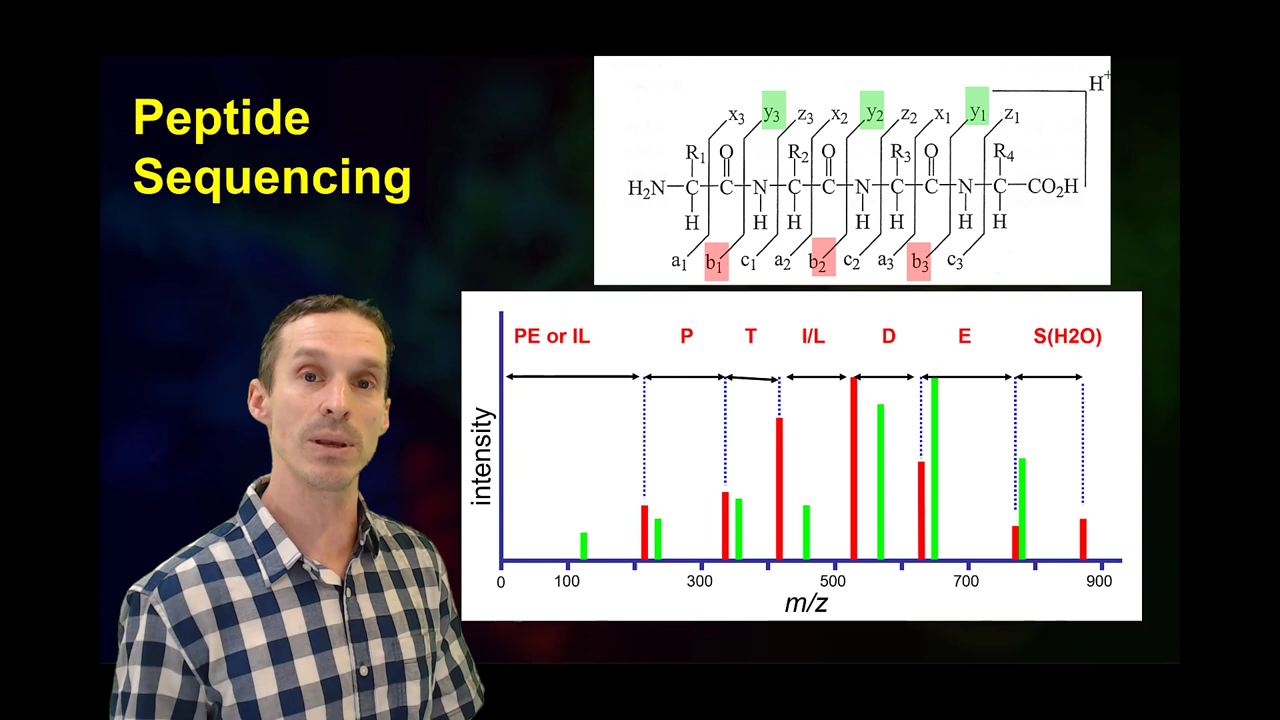 Peptide
Sequencing
H+
x3 y3 z3 x2 y2 z2 x1 y1 z1
R1 O R2 O R3 O R4
H2N C C N C C N C C N C CO2H
H H H H H H H
a1 b1 c1 a2 b2 c2 a3 b3 c3
PE or IL P T I/L D E S(H2O)
intensity
0 100 300 500 700 900
m/z